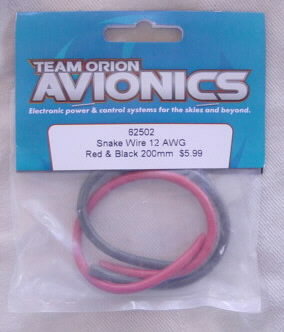 TEAM ORION
AVIONICS
Electronic power & control systems for the skies and beyond.
62502
Snake Wire 12 AWG
Red & Black 200mm $5.99